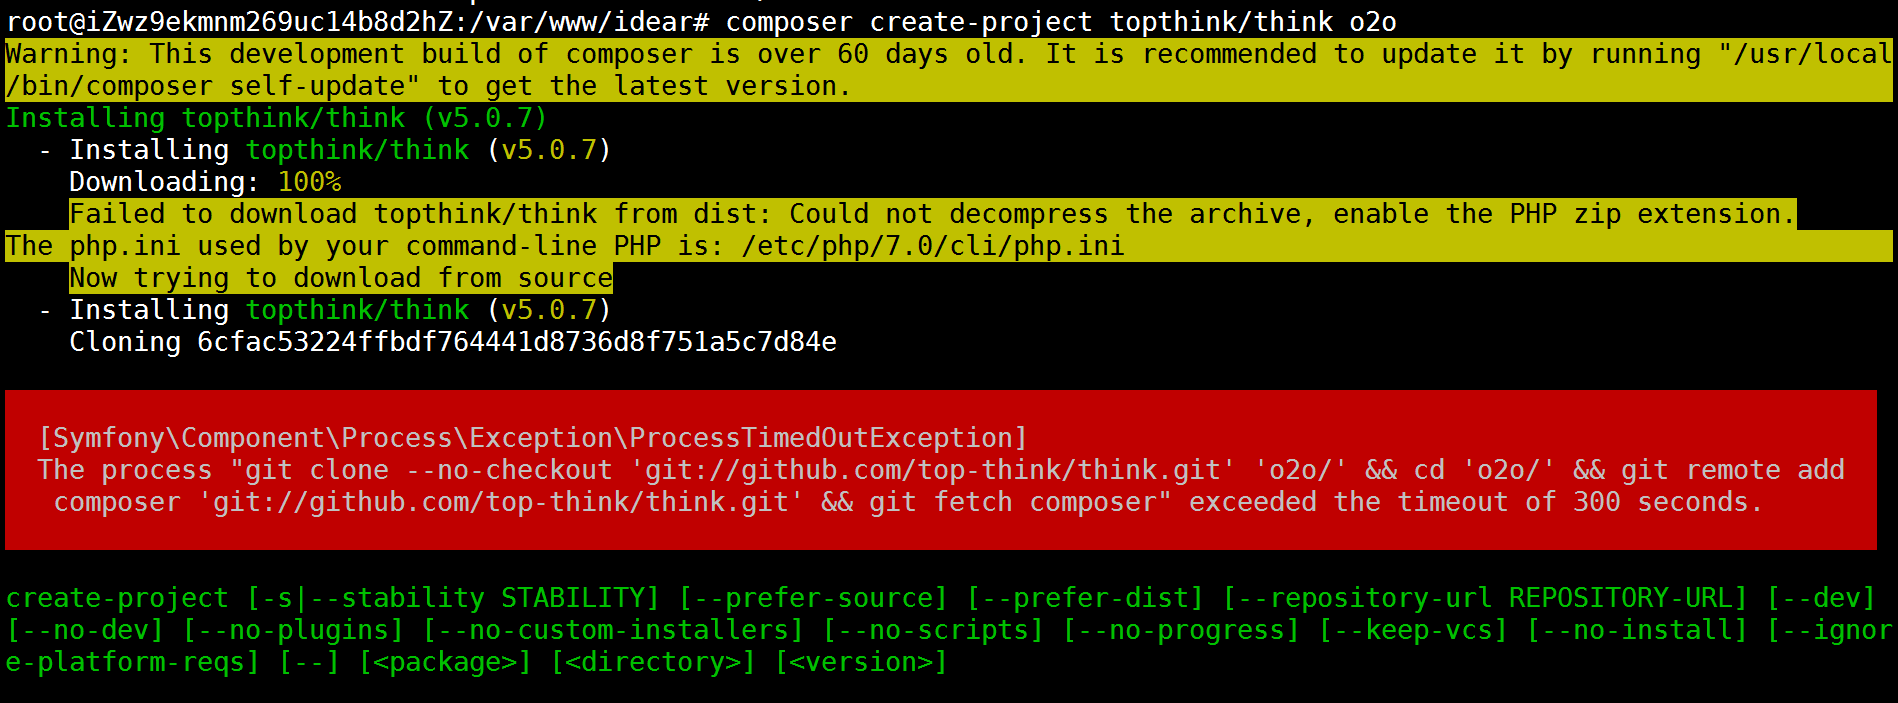 root@iZwz9ekmnm269uc14b8d2hZ:/var/www/idear# composer create-project topthink/think o2o
Warning: This development build of composer is over 60 days old. It is recommended to update it by running "/usr/local
/bin/composer self-update" to get the latest version.
Installing topthink/think (v5.0.7)
  - Installing topthink/think (v5.0.7)
    Downloading: 100%
    Failed to download topthink/think from dist: Could not decompress the archive, enable the PHP zip extension.
The php.ini used by your command-line PHP is: /etc/php/7.0/cli/php.ini
    Now trying to download from source
  - Installing topthink/think (v5.0.7)
    Cloning 6cfac53224ffbdf764441d8736d8f751a5c7d84e
  [Symfony\Component\Process\Exception\ProcessTimedOutException]
  The process "git clone --no-checkout 'git://github.com/top-think/think.git' 'o2o/' && cd 'o2o/' && git remote add
   composer 'git://github.com/top-think/think.git' && git fetch composer" exceeded the timeout of 300 seconds.
create-project [-s|--stability STABILITY] [--prefer-source] [--prefer-dist] [--repository-url REPOSITORY-URL] [--dev]
[--no-dev] [--no-plugins] [--no-custom-installers] [--no-scripts] [--no-progress] [--keep-vcs] [--no-install] [--ignor
e-platform-reqs] [--] [<package>] [<directory>] [<version>]